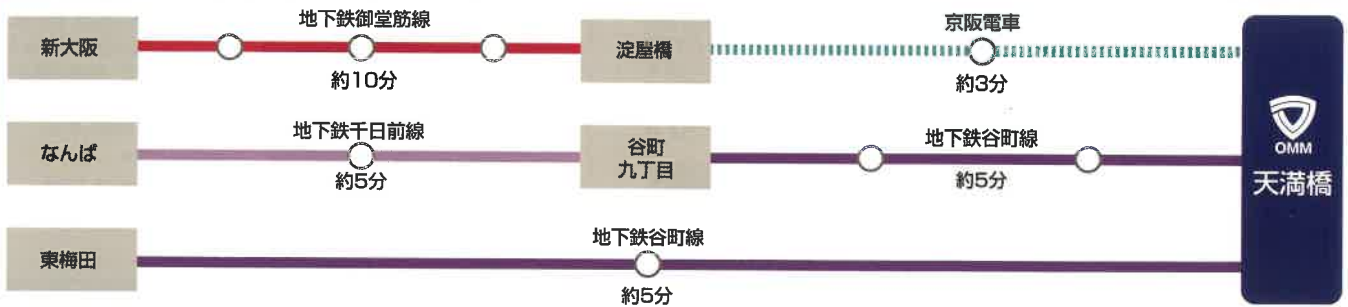 新大阪
地下鉄御堂筋線
約10分
淀屋橋
京阪電車
約3分
なんば
地下鉄千日前線
約5分
谷町
九丁目
地下鉄谷町線
約5分
東梅田
地下鉄谷町線
約5分
OMM
天満橋